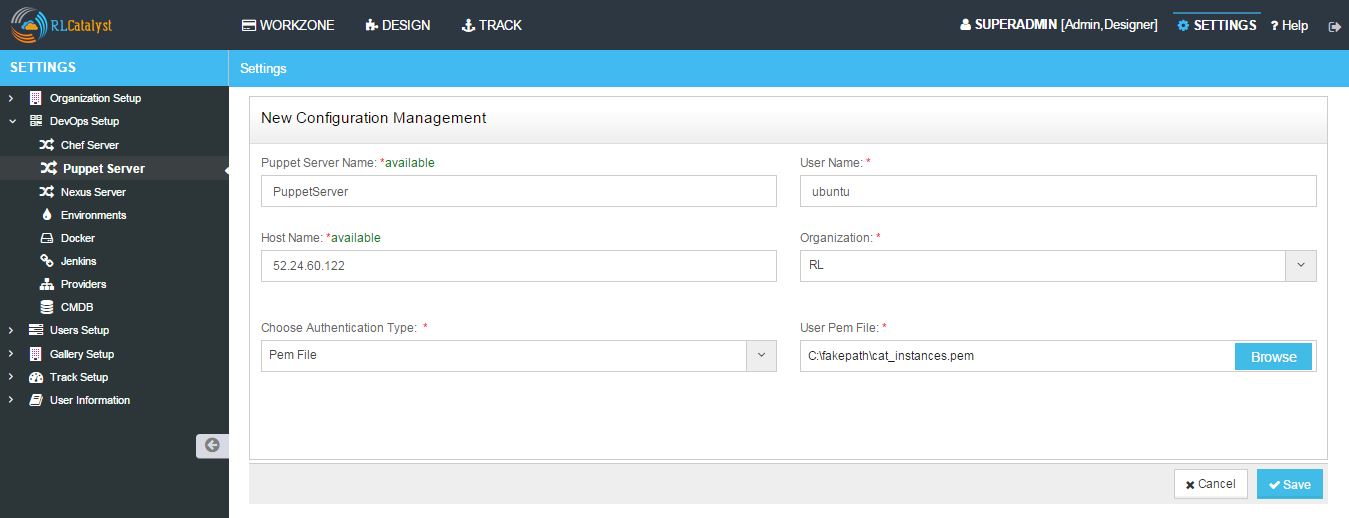 RLCatalyst WORKZONE DESIGN TRACK SUPERADMIN [Admin,Designer] SETTINGS ? Help
SETTINGS
Settings
Organization Setup
DevOps Setup
Chef Server
Puppet Server
Nexus Server
Environments
Docker
Jenkins
Providers
CMDB
Users Setup
Gallery Setup
Track Setup
User Information
New Configuration Management
Puppet Server Name: *available
User Name: *
PuppetServer
ubuntu
Host Name: *available
Organization: *
52.24.60.122
RL
Choose Authentication Type: *
User Pem File: *
Pem File
C:\fakepath\cat_instances.pem Browse
Cancel Save